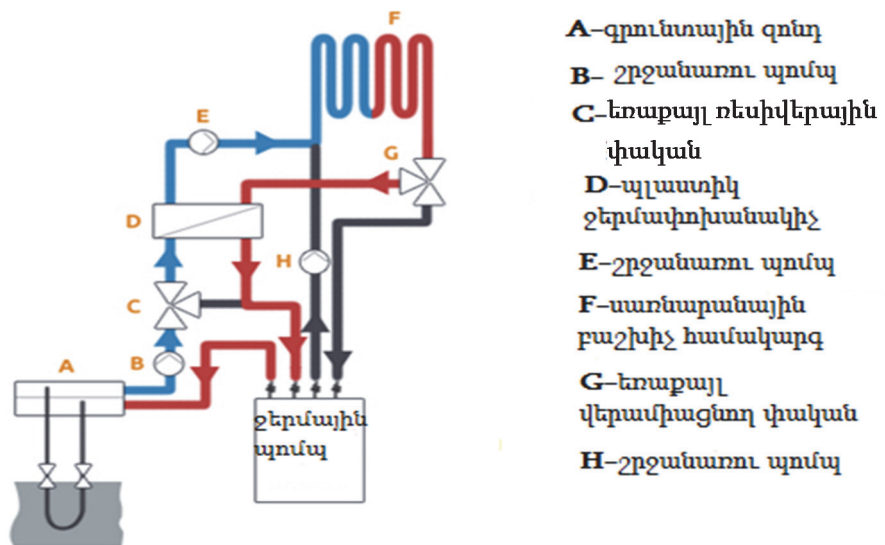 F
E
G
D
H
C
B
A
ջերմային
պոմպ
A–գրունտային զոնդ
B– շրջանառու պոմպ
C–եռաքայլ ռեսիվերային
փական
D–պլաստիկ
ջերմափոխանակիչ
E–շրջանառու պոմպ
F–սառնարանային
բաշխիչ համակարգ
G–եռաքայլ
վերամիացնող փական
H–շրջանառու պոմպ